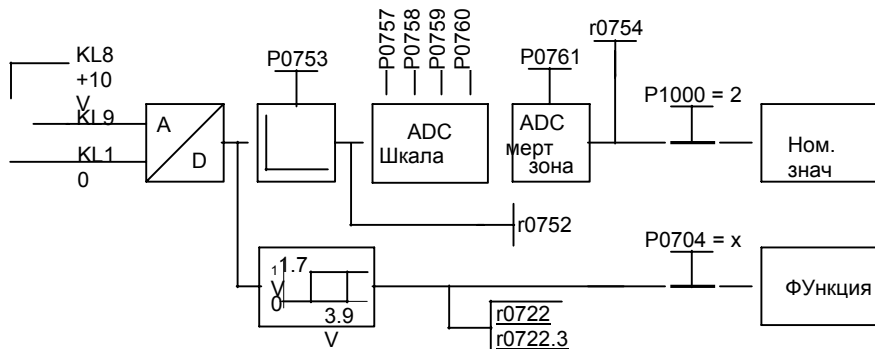 KL8
+10
V
KL9
KL1
0
A
D
P0753
P0757
P0758
P0759
P0760
ADC
Шкала
P0761
ADC
мерт
зона
r0754
P1000 = 2
Ном.
знач
r0752
1
1.7
V
0
3.9
V
r0722
r0722.3
P0704 = x
ФУнкция